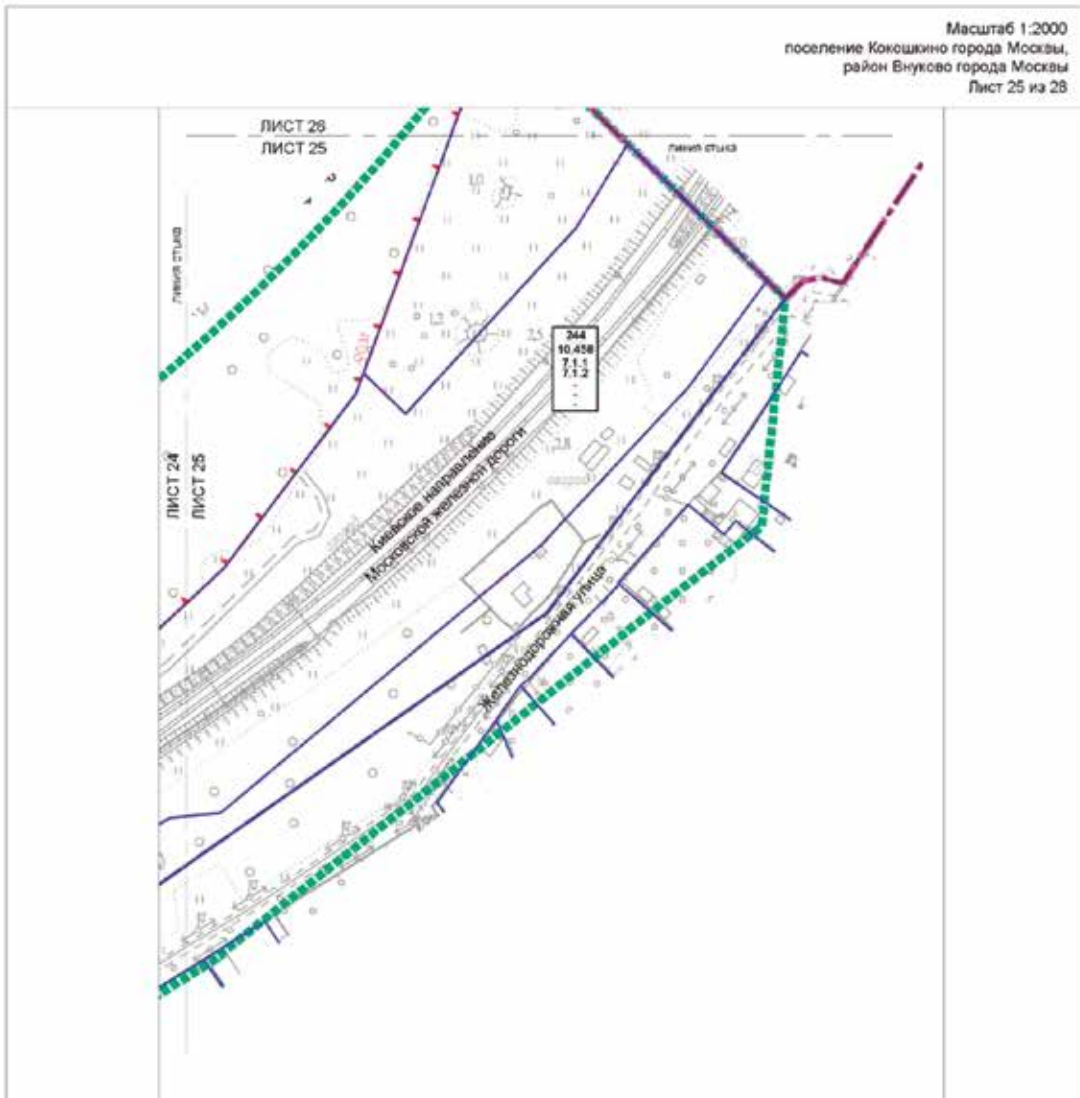 Масштаб 1:2000
поселение Кокошкино города Москвы,
район Внуково города Москвы
Лист 25 из 28
ЛИСТ 26
ЛИСТ 25
линия стыка
линия стыка
ЛИСТ 24
ЛИСТ 25
244
10.458
7.1.1
7.1.2
-
-
-
Киевское направление
Московской железной дороги
Железнодорожная улица